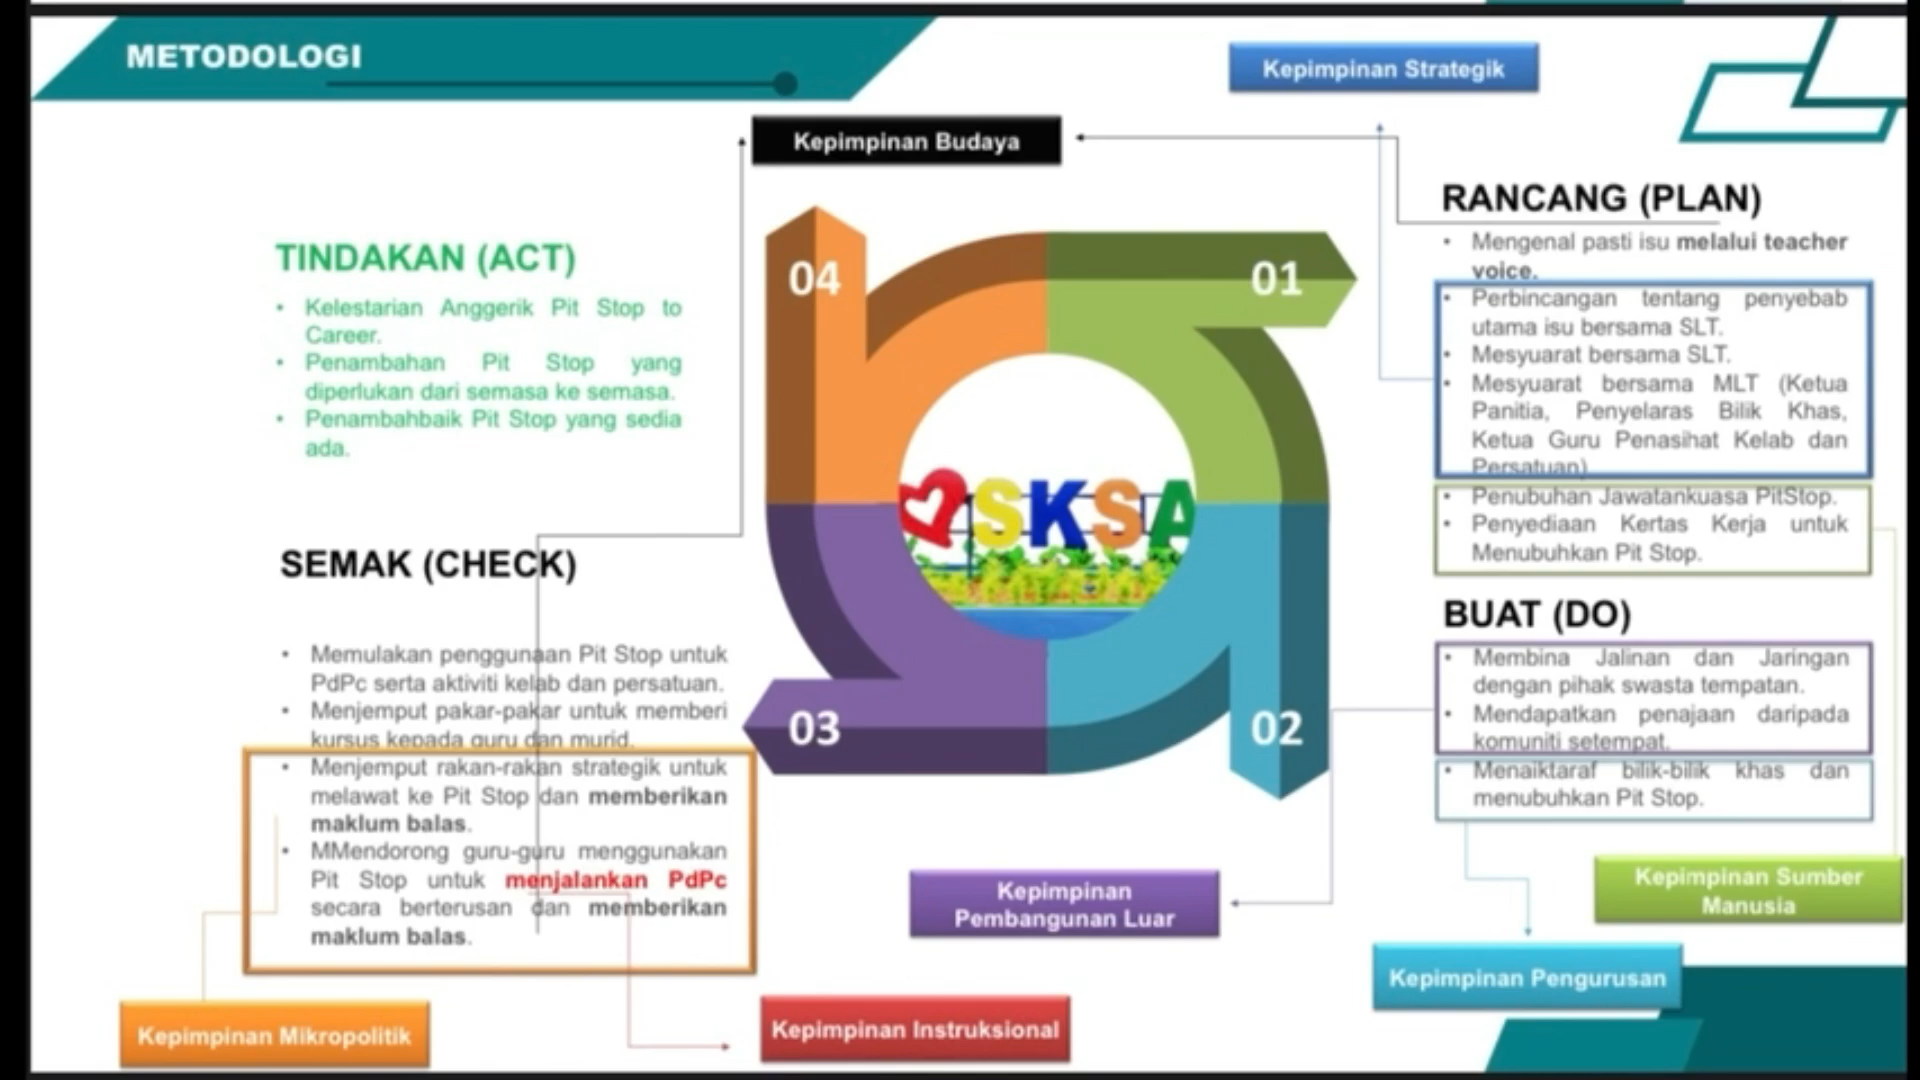 METODOLOGI
Kepimpinan Strategik
Kepimpinan Budaya
RANCANG (PLAN)
• Mengenal pasti isu melalui teacher
voice.
• Perbincangan tentang penyebab
utama isu bersama SLT.
• Mesyuarat bersama SLT.
• Mesyuarat bersama MLT (Ketua
Panitia, Penyelaras Bilik Khas,
Ketua Guru Penasihat Kelab dan
Persatuan)
• Penubuhan Jawatankuasa PitStop.
• Penyediaan Kertas Kerja untuk
Menubuhkan Pit Stop.
BUAT (DO)
• Membina Jalinan dan Jaringan
dengan pihak swasta tempatan.
• Mendapatkan penajaan daripada
komuniti setempat.
• Menaiktaraf bilik-bilik khas dan
menubuhkan Pit Stop.
TINDAKAN (ACT)
• Kelestarian Anggerik Pit Stop to
Career.
• Penambahan Pit Stop yang
diperlukan dari semasa ke semasa.
• Penambahbaik Pit Stop yang sedia
ada.
SEMAK (CHECK)
• Memulakan penggunaan Pit Stop untuk
PdPc serta aktiviti kelab dan persatuan.
• Menjemput pakar-pakar untuk memberi
kursus kepada guru dan murid.
• Menjemput rakan-rakan strategik untuk
melawat ke Pit Stop dan memberikan
maklum balas.
• MMendorong guru-guru menggunakan
Pit Stop untuk menjalankan PdPc
secara berterusan dan memberikan
maklum balas.
04
01
SKSA
03
02
Kepimpinan
Pembangunan Luar
Kepimpinan Sumber
Manusia
Kepimpinan Pengurusan
Kepimpinan Mikropolitik
Kepimpinan Instruksional